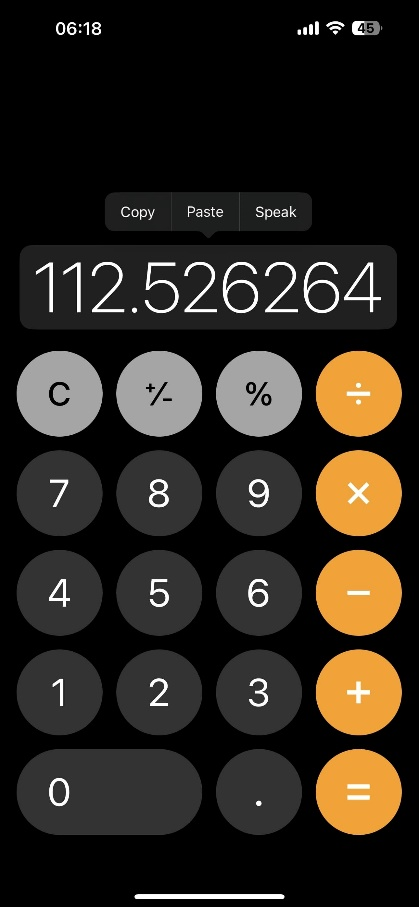 06:18 45
Copy Paste Speak
112.526264
C +/- % ÷
7 8 9 ×
4 5 6 −
1 2 3 +
0 . =